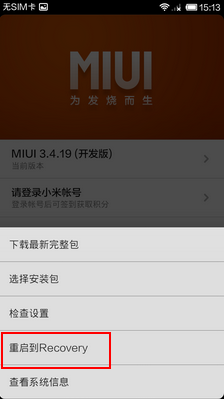 无SIM卡 15:13
MIUI
为发烧而生
MIUI 3.4.19 (开发版)
当前版本
请登录小米帐号
登录帐号后可签到获取积分
下载最新完整包
选择安装包
检查设置
重启到Recovery
查看系统信息